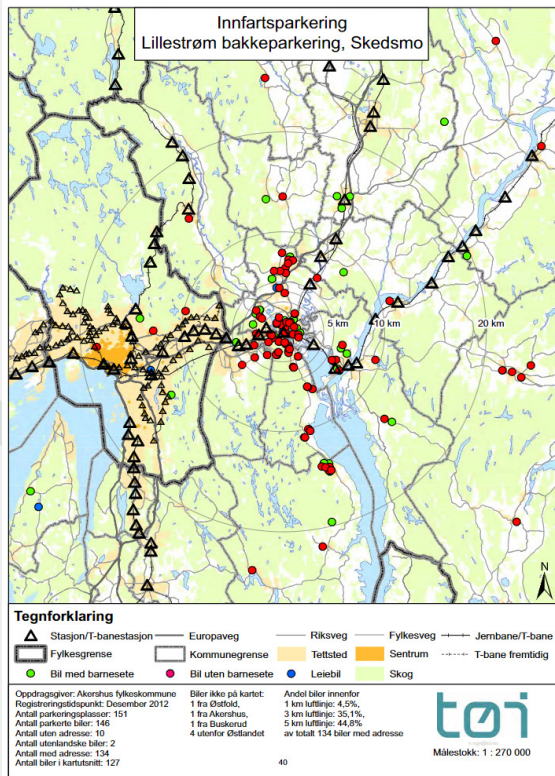 Innfartsparkering
Lillestrøm bakkeparkering, Skedsmo
5 km
10 km
20 km
N
Tegnforklaring
Stasjon/T-banestasjon
Europaveg
Riksveg
Fylkesveg
Jernbane/T-bane
Fylkesgrense
Kommunegrense
Tettsted
Sentrum
T-bane fremtidig
Bil med barnesete
Bil uten barnesete
Leiebil
Skog
Oppdragsgiver: Akershus fylkeskommune
Registreringstidspunkt: Desember 2012
Antall parkeringsplasser: 151
Antall parkerte biler: 146
Antall uten adresse: 10
Antall utenlandske biler: 2
Antall med adresse: 134
Antall biler i kartutsnitt: 127
Biler ikke på kartet:
1 fra Østfold,
1 fra Akershus,
1 fra Buskerud
4 utenfor Østlandet
Andel biler innenfor
1 km luftlinje: 4,5%,
3 km luftlinje: 35,1%,
5 km luftlinje: 44,8%
av totalt 134 biler med adresse
40
tøi
Målestokk: 1 : 270 000